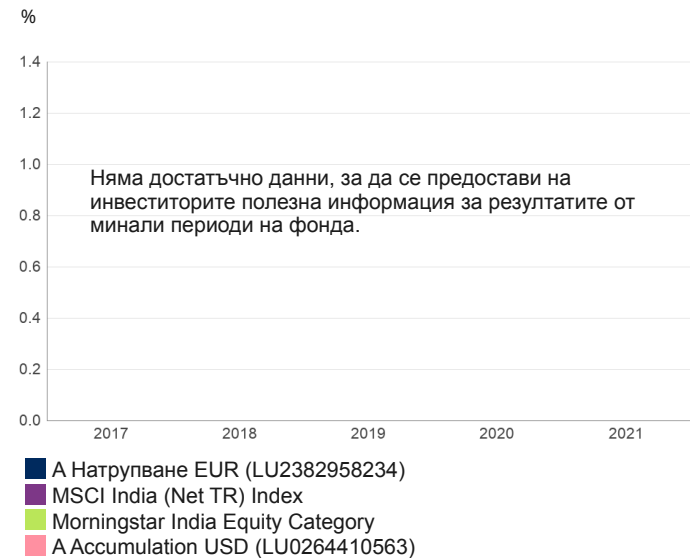 %
1.4
1.2
1.0
Няма достатъчно данни, за да се предостави на
инвеститорите полезна информация за резултатите от
минали периоди на фонда.
0.8
0.6
0.4
0.2
0.0
2017 2018 2019 2020 2021
A Натрупване EUR (LU2382958234)
MSCI India (Net TR) Index
Morningstar India Equity Category
A Accumulation USD (LU0264410563)